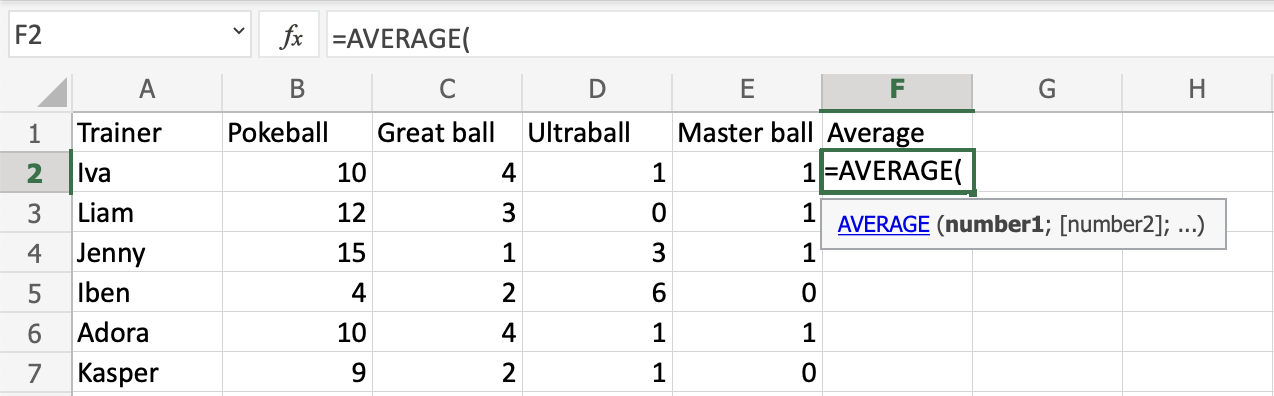 F2 fx =AVERAGE(
A B C D E F G H
1 Trainer Pokeball Great ball Ultraball Master ball Average
2 Iva 10 4 1 1 =AVERAGE(
3 Liam 12 3 0 1 AVERAGE (number1; [number2]; ...)
4 Jenny 15 1 3 1
5 Iben 4 2 6 0
6 Adora 10 4 1 1
7 Kasper 9 2 1 0